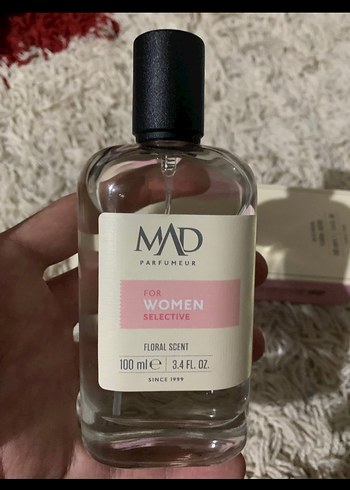 MAD
PARFUMEUR
FOR
WOMEN
SELECTIVE
FLORAL SCENT
100 ml ℮ 3.4 FL. OZ.
SINCE 1999